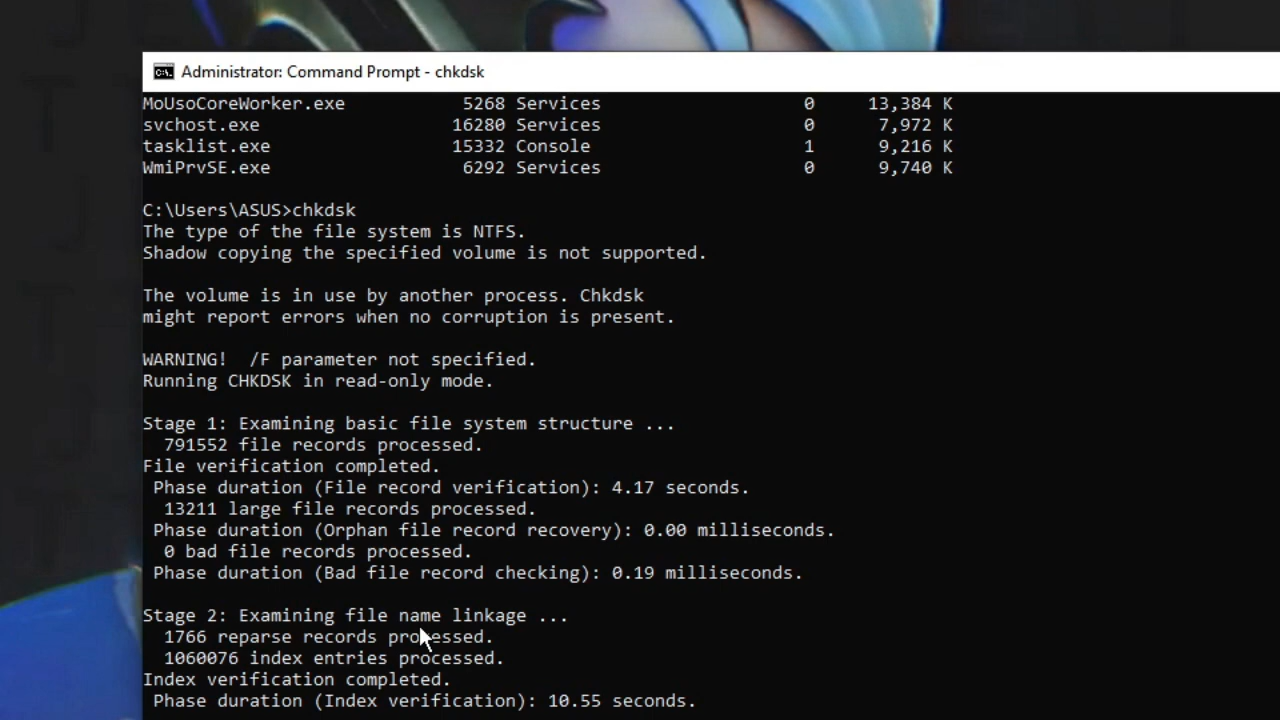 Administrator: Command Prompt - chkdsk
MoUsoCoreWorker.exe 5268 Services 0 13,384 K
svchost.exe 16280 Services 0 7,972 K
tasklist.exe 15332 Console 1 9,216 K
WmiPrvSE.exe 6292 Services 0 9,740 K
C:\Users\ASUS>chkdsk
The type of the file system is NTFS.
Shadow copying the specified volume is not supported.
The volume is in use by another process. Chkdsk
might report errors when no corruption is present.
WARNING! /F parameter not specified.
Running CHKDSK in read-only mode.
Stage 1: Examining basic file system structure ...
791552 file records processed.
File verification completed.
Phase duration (File record verification): 4.17 seconds.
13211 large file records processed.
Phase duration (Orphan file record recovery): 0.00 milliseconds.
0 bad file records processed.
Phase duration (Bad file record checking): 0.19 milliseconds.
Stage 2: Examining file name linkage ...
1766 reparse records processed.
1060076 index entries processed.
Index verification completed.
Phase duration (Index verification): 10.55 seconds.